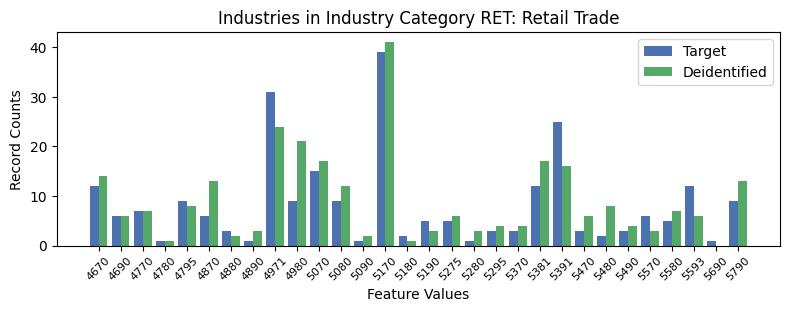 Industries in Industry Category RET: Retail Trade
Target
Deidentified
Record Counts
40
30
20
10
0
4670 4690 4770 4780 4795 4870 4880 4890 4971 4980 5070 5080 5090 5170 5180 5190 5275 5280 5295 5370 5381 5391 5470 5480 5490 5570 5580 5593 5690 5790
Feature Values